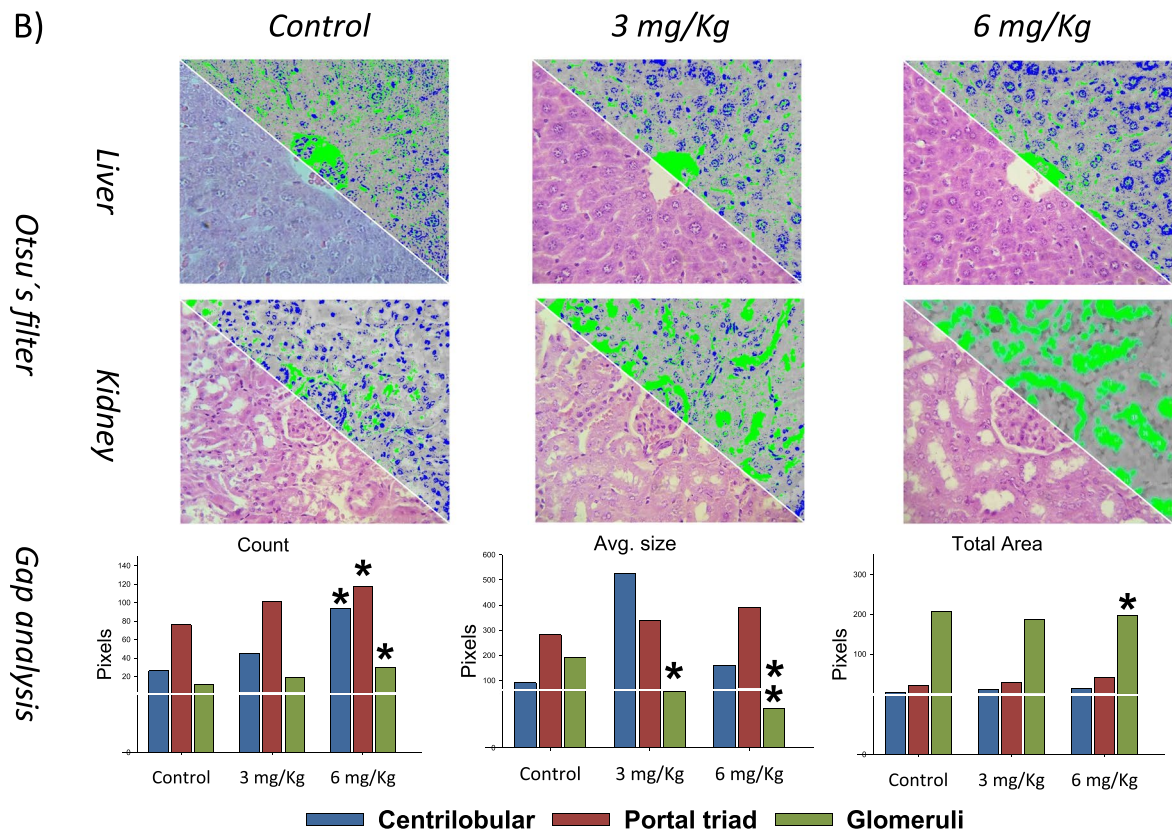 B)
Control
3 mg/Kg
6 mg/Kg
Otsu´s filter
Liver
Kidney
Gap analysis
Count
Pixels
140
120
100
80
60
40
20
0
Control
3 mg/Kg
6 mg/Kg
* * *
Avg. size
Pixels
600
500
400
300
200
100
0
Control
3 mg/Kg
6 mg/Kg
* * *
Total Area
Pixels
300
200
100
0
Control
3 mg/Kg
6 mg/Kg
*
Centrilobular
Portal triad
Glomeruli